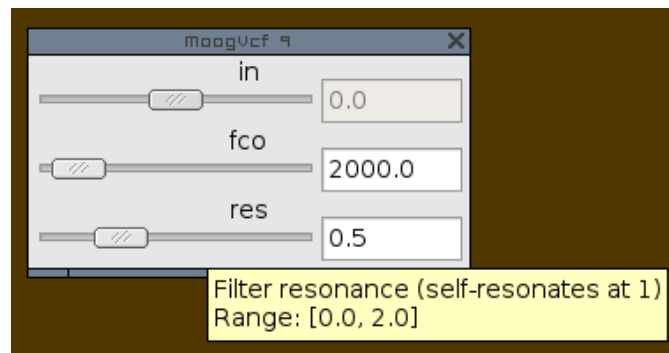 MoogVcf 9
in
0.0
fco
2000.0
res
0.5
Filter resonance (self-resonates at 1)
Range: [0.0, 2.0]